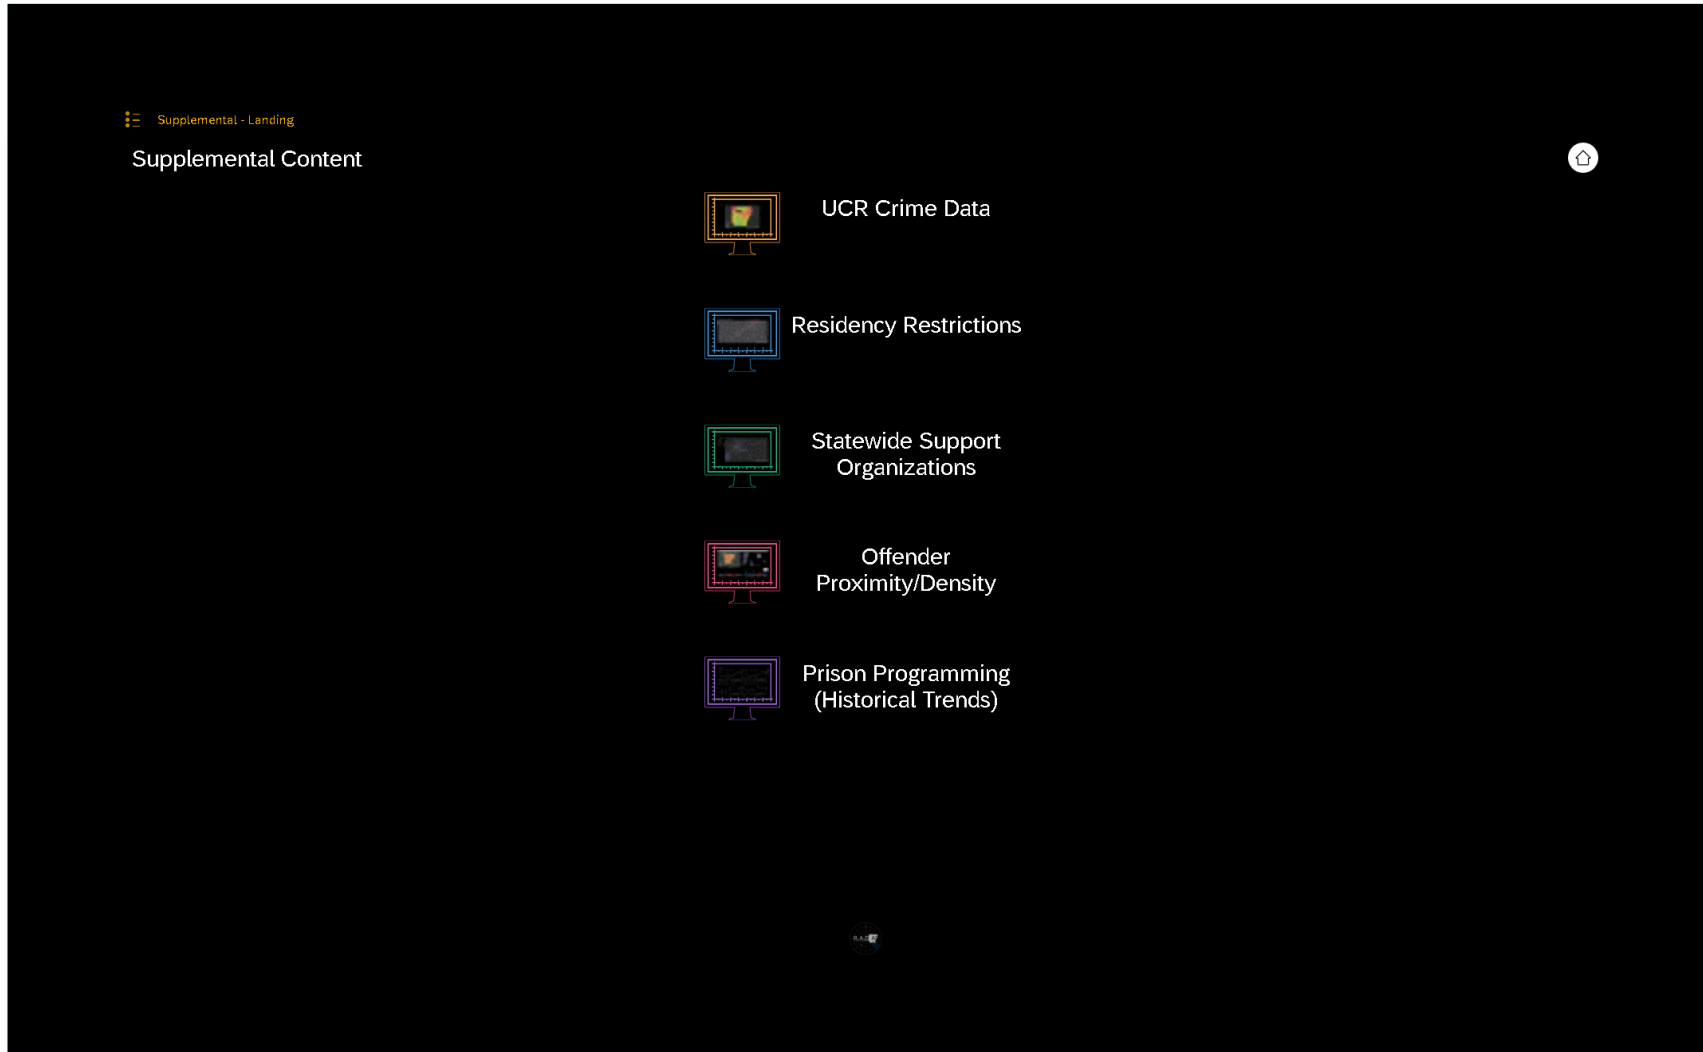 Supplemental - Landing
Supplemental Content
UCR Crime Data
Residency Restrictions
Statewide Support
Organizations
Offender
Proximity/Density
Prison Programming
(Historical Trends)